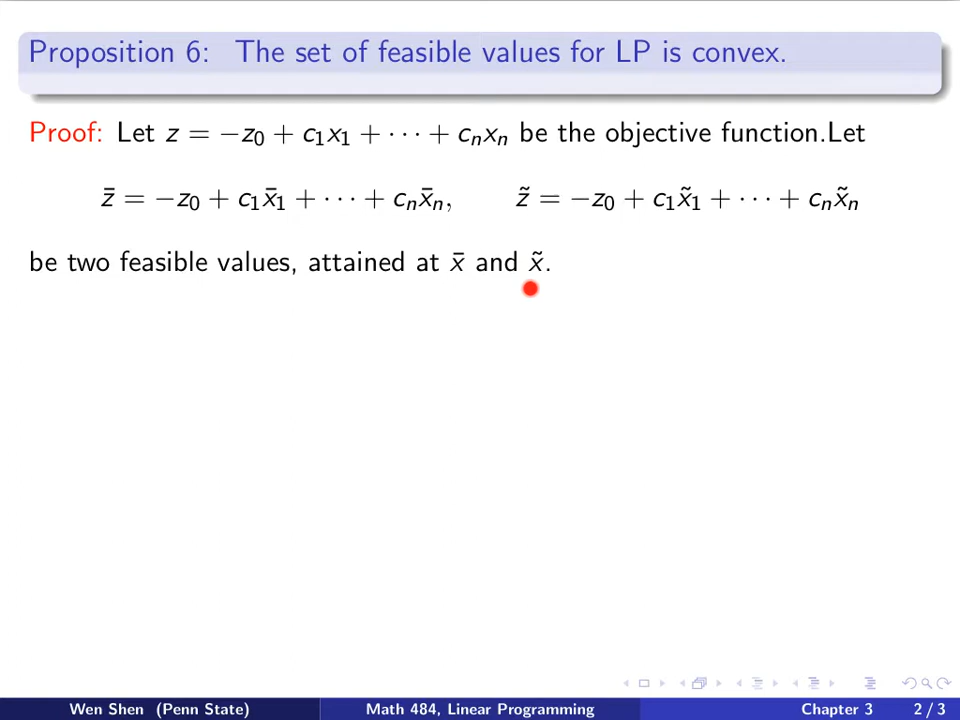 Proposition 6: The set of feasible values for LP is convex.
Proof: Let z = −z₀ + c₁x₁ + ⋯ + cₙxₙ be the objective function.Let
z̄ = −z₀ + c₁x̄₁ + ⋯ + cₙx̄ₙ, z̃ = −z₀ + c₁x̃₁ + ⋯ + cₙx̃ₙ
be two feasible values, attained at x̄ and x̃.
Wen Shen (Penn State) Math 484, Linear Programming Chapter 3 2 / 3